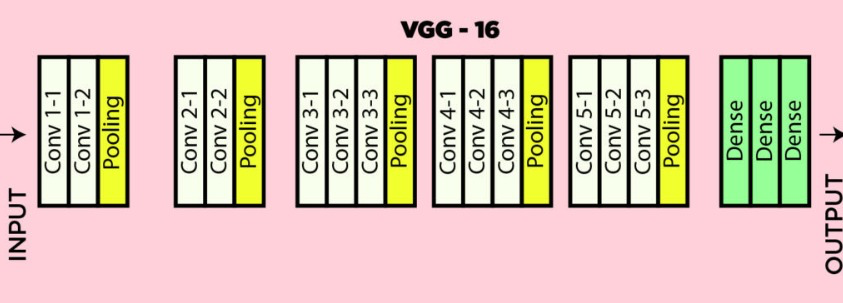 VGG - 16
INPUT
Conv 1-1
Conv 1-2
Pooling
Conv 2-1
Conv 2-2
Pooling
Conv 3-1
Conv 3-2
Conv 3-3
Pooling
Conv 4-1
Conv 4-2
Conv 4-3
Pooling
Conv 5-1
Conv 5-2
Conv 5-3
Pooling
Dense
Dense
Dense
OUTPUT